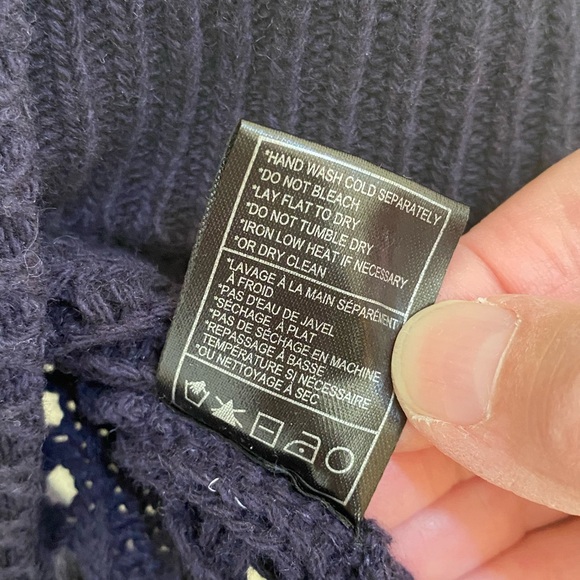 *HAND WASH COLD SEPARATELY
*DO NOT BLEACH
*LAY FLAT TO DRY
*DO NOT TUMBLE DRY
*IRON LOW HEAT IF NECESSARY
*OR DRY CLEAN
*LAVAGE À LA MAIN SÉPARÉMENT
À FROID
*PAS D'EAU DE JAVEL
*SÉCHAGE À PLAT
*PAS DE SÉCHAGE EN MACHINE
*REPASSAGE À BASSE
TEMPÉRATURE SI NÉCESSAIRE
*OU NETTOYAGE À SEC